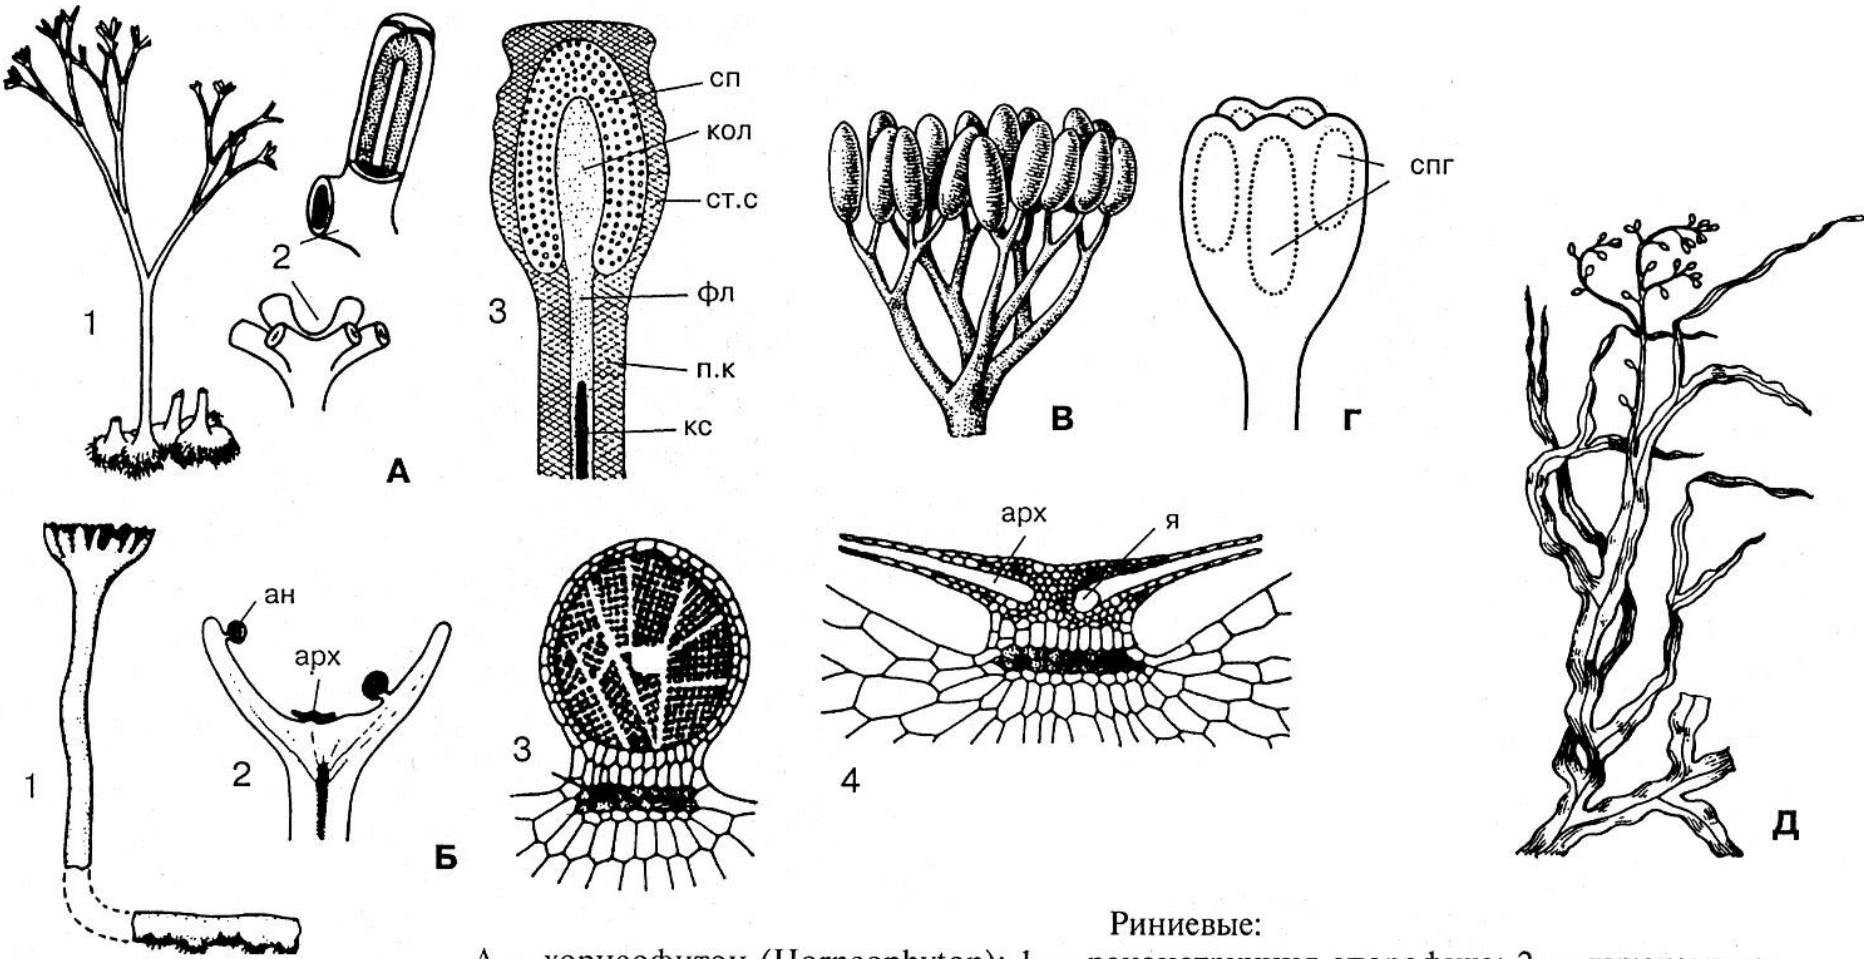 сп
кол
ст.с
фл
п.к
кс
1
2
3
А
В
спг
Г
ан
арх
1
2
Б
3
арх
я
4
Д
Риниевые: